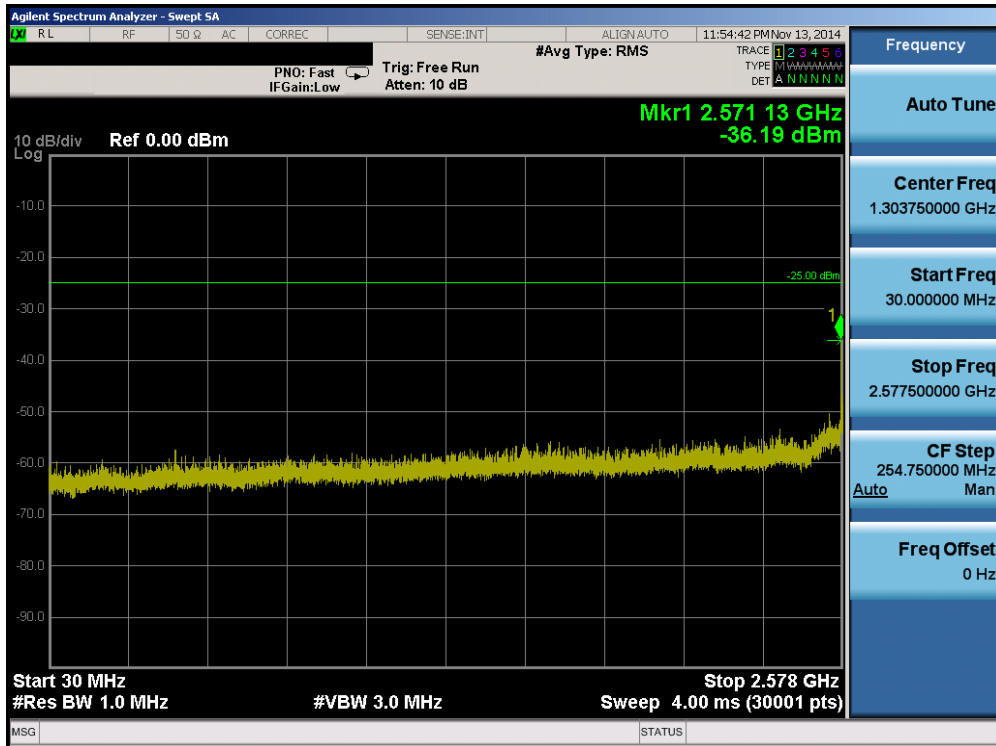 Agilent Spectrum Analyzer - Swept SA
LXI RL RF 50 Ω AC CORREC SENSE:INT ALIGN AUTO 11:54:42 PM Nov 13, 2014
#Avg Type: RMS TRACE 1 2 3 4 5 6
PNO: Fast Trig: Free Run TYPE M
IFGain:Low Atten: 10 dB DET A N N N N N
Mkr1 2.571 13 GHz
-36.19 dBm
10 dB/div Ref 0.00 dBm
Log
-10.0
-20.0
-25.00 dBm
-30.0
1
-40.0
-50.0
-60.0
-70.0
-80.0
-90.0
Start 30 MHz Stop 2.578 GHz
#Res BW 1.0 MHz #VBW 3.0 MHz Sweep 4.00 ms (30001 pts)
MSG STATUS
Frequency
Auto Tune
Center Freq
1.303750000 GHz
Start Freq
30.000000 MHz
Stop Freq
2.577500000 GHz
CF Step
254.750000 MHz
Auto Man
Freq Offset
0 Hz